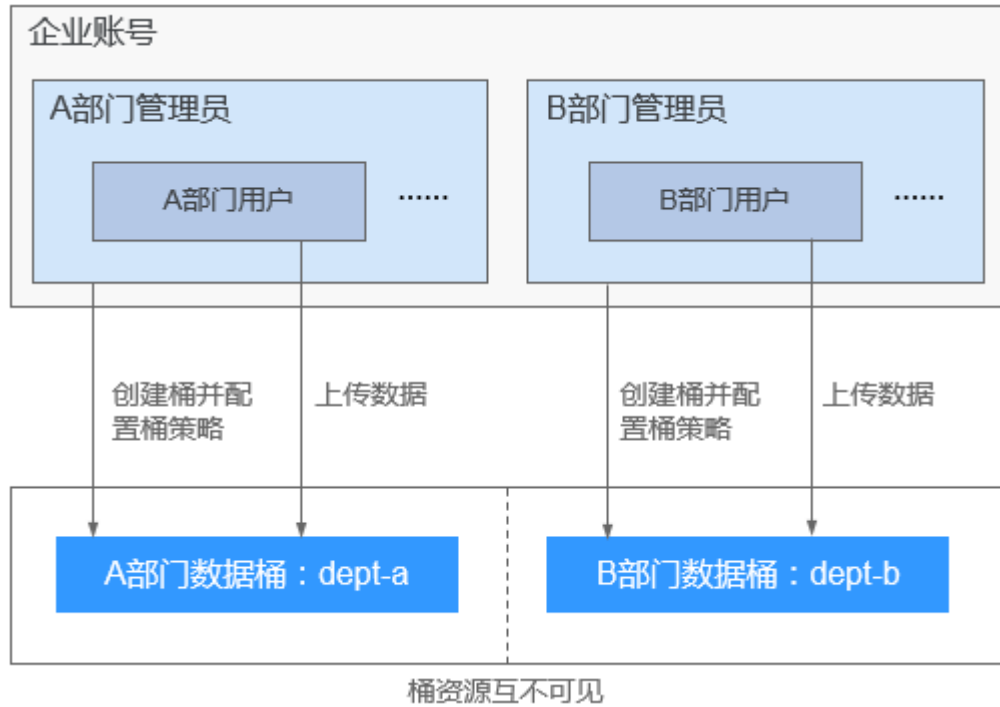 企业账号
A部门管理员
B部门管理员
A部门用户
……
B部门用户
……
创建桶并配
置桶策略
上传数据
创建桶并配
置桶策略
上传数据
A部门数据桶：dept-a
B部门数据桶：dept-b
桶资源互不可见